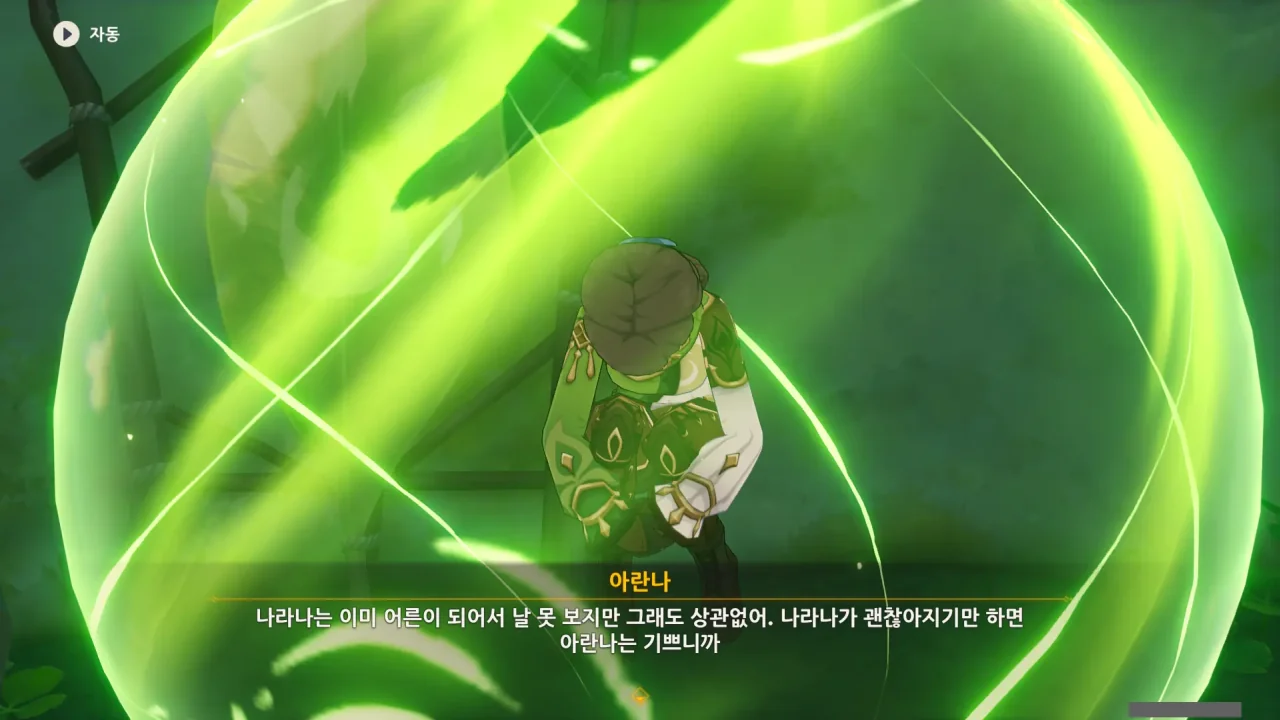 자동
아란나
나라나는 이미 어른이 되어서 날 못 보지만 그래도 상관없어. 나라나가 괜찮아지기만 하면
아란나는 기쁘니까